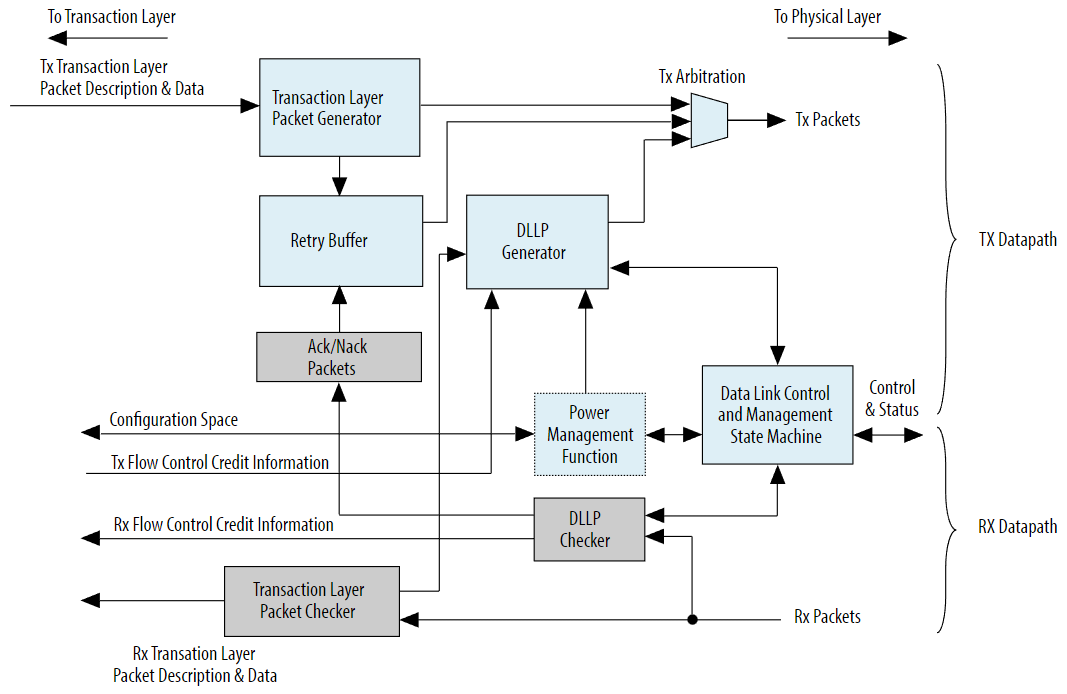 To Transaction Layer
To Physical Layer
Tx Transaction Layer
Packet Description & Data
Tx Arbitration
Transaction Layer
Packet Generator
Tx Packets
Retry Buffer
DLLP
Generator
TX Datapath
Ack/Nack
Packets
Data Link Control
and Management
State Machine
Control
& Status
Configuration Space
Power
Management
Function
Tx Flow Control Credit Information
Rx Flow Control Credit Information
DLLP
Checker
RX Datapath
Transaction Layer
Packet Checker
Rx Packets
Rx Transation Layer
Packet Description & Data